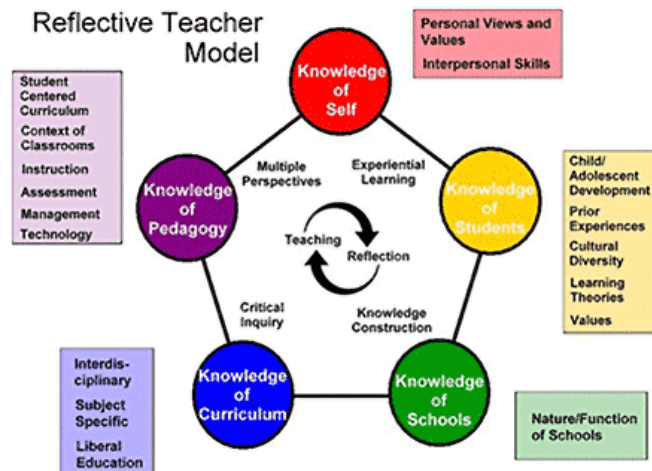 Reflective Teacher
Model
Personal Views and
Values
Interpersonal Skills
Knowledge
of
Self
Student
Centered
Curriculum
Context of
Classrooms
Instruction
Assessment
Management
Technology
Knowledge
of
Pedagogy
Multiple
Perspectives
Experiential
Learning
Knowledge
of
Students
Child/
Adolescent
Development
Prior
Experiences
Cultural
Diversity
Learning
Theories
Values
Teaching
Reflection
Critical
Inquiry
Knowledge
Construction
Interdis-
ciplinary
Subject
Specific
Liberal
Education
Knowledge
of
Curriculum
Knowledge
of
Schools
Nature/Function
of Schools